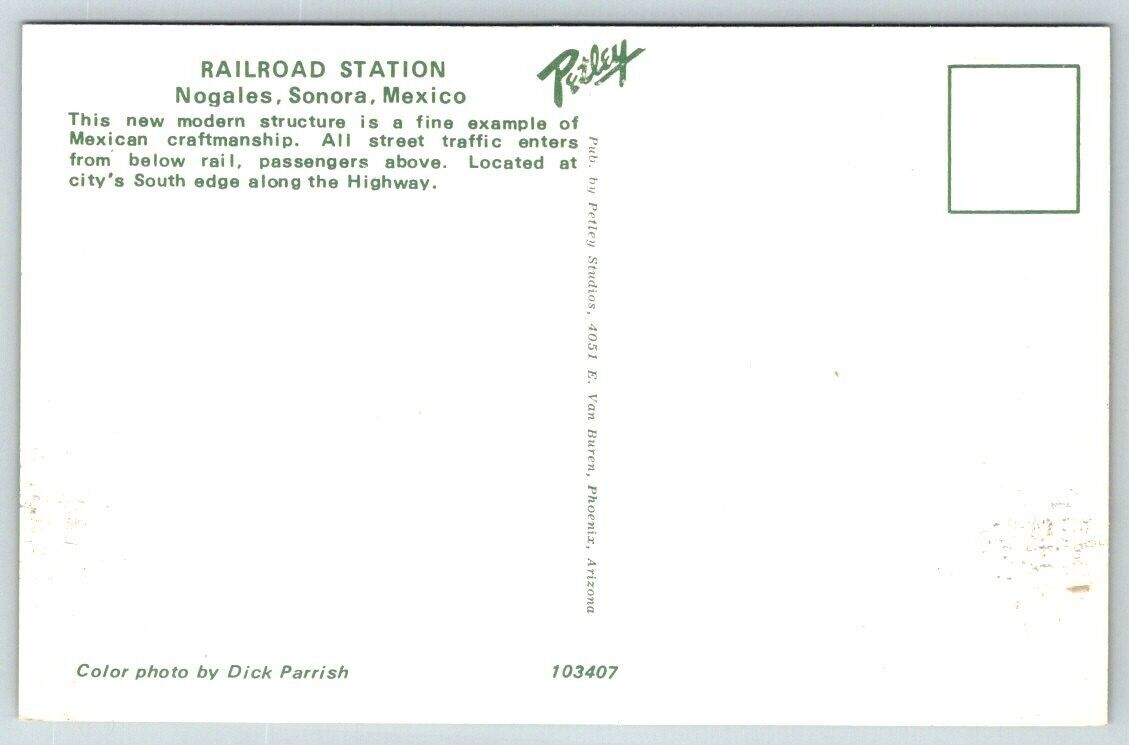 RAILROAD STATION
Nogales, Sonora, Mexico
This new modern structure is a fine example of
Mexican craftmanship. All street traffic enters
from below rail, passengers above. Located at
city's South edge along the Highway.
Petley
Pub. by Petley Studios, 4051 E. Van Buren, Phoenix, Arizona
Color photo by Dick Parrish
103407